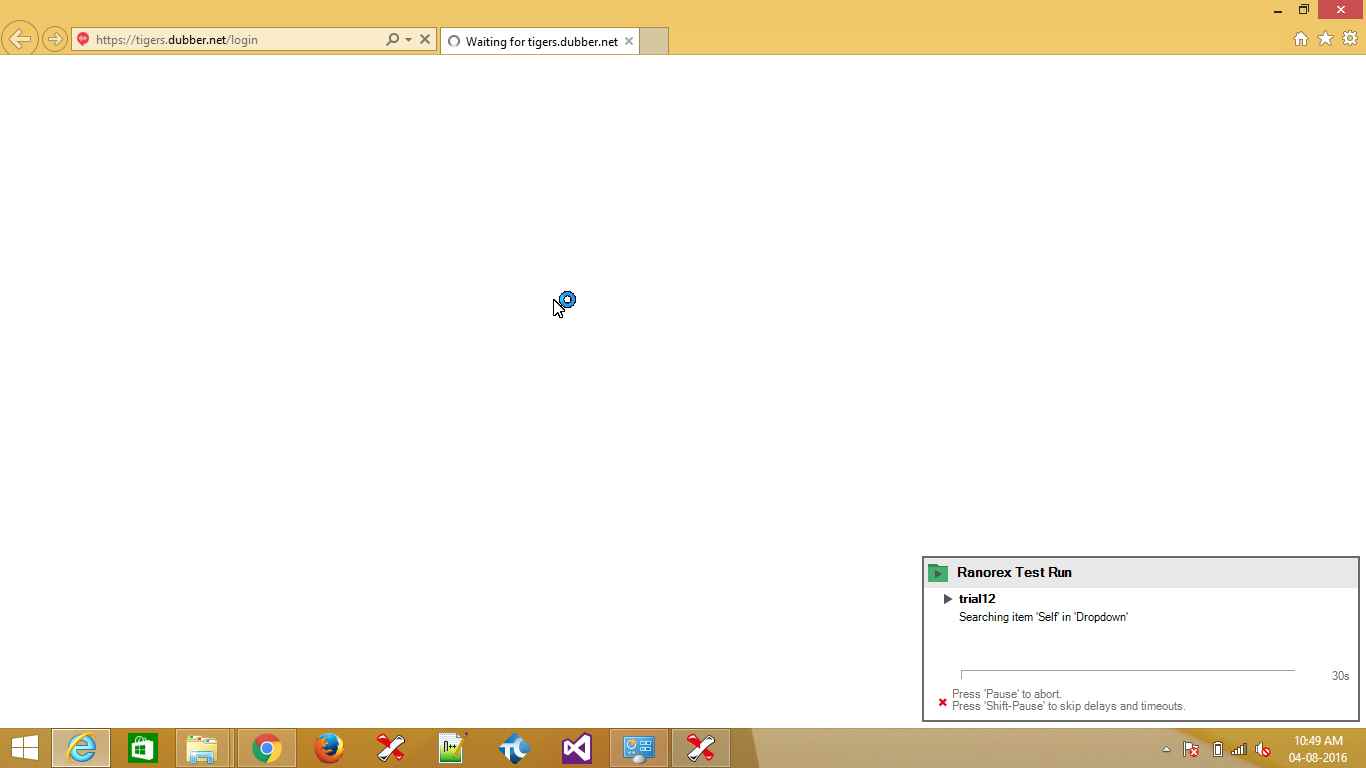 https://tigers.dubber.net/login
Waiting for tigers.dubber.net
Ranorex Test Run
trial12
Searching item 'Self' in 'Dropdown'
30s
Press 'Pause' to abort.
Press 'Shift-Pause' to skip delays and timeouts.
10:49 AM
04-08-2016